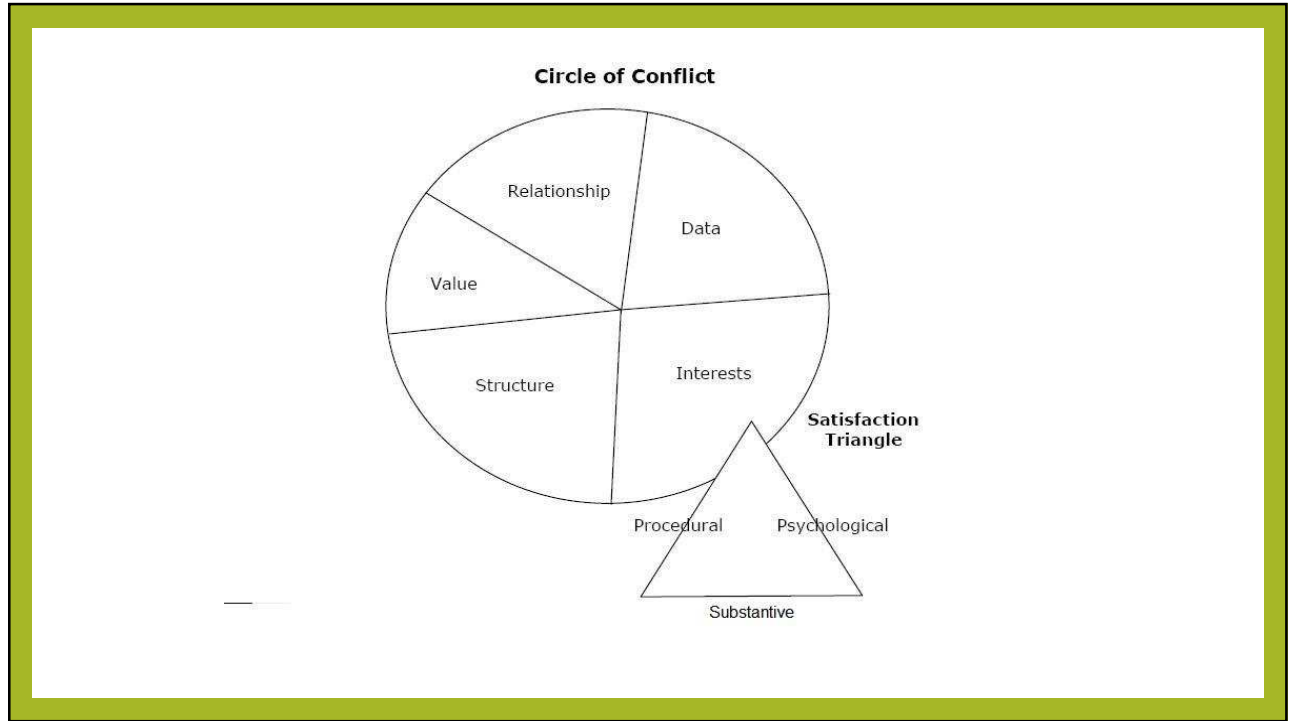 Circle of Conflict
Relationship
Data
Value
Interests
Structure
Satisfaction
Triangle
Procedural
Psychological
Substantive